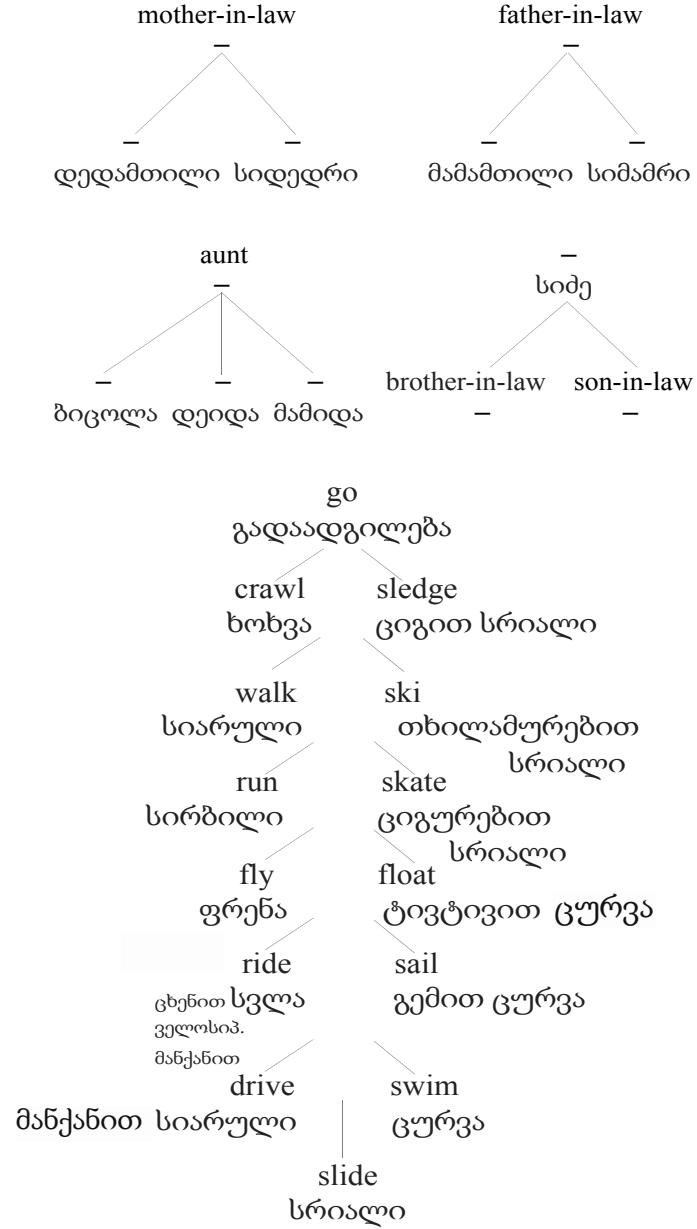 mother-in-law father-in-law
– –
– – – –
დედამთილი სიდედრი მამამთილი სიმამრი
aunt –
– სიძე
– – – brother-in-law son-in-law
ბიცოლა დეიდა მამიდა – –
go
გადაადგილება
crawl sledge
ხოხვა ციგით სრიალი
walk ski
სიარული თხილამურებით
სრიალი
run skate
სირბილი ციგურებით
სრიალი
fly float
ფრენა ტივტივით ცურვა
ride sail
ცხენით სვლა გემით ცურვა
ველოსიპ.
მანქანით
drive swim
მანქანით სიარული ცურვა
slide
სრიალი